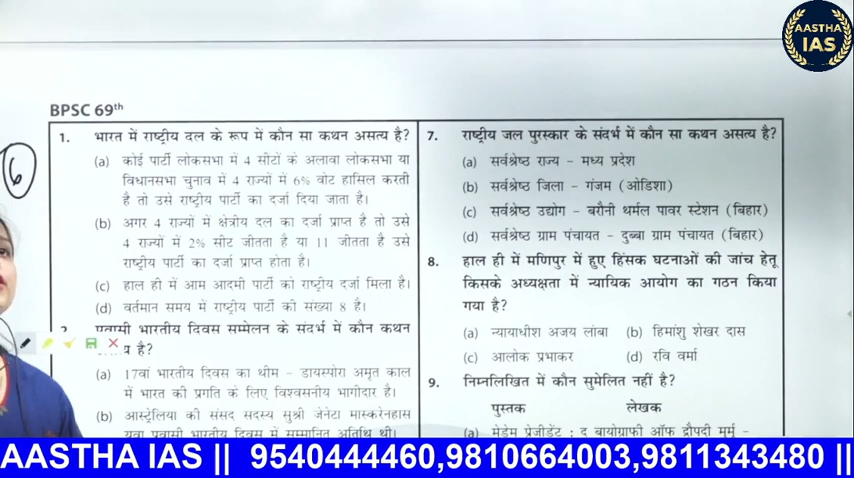 AASTHA
IAS
BPSC 69th
6
1. भारत में राष्ट्रीय दल के रूप में कौन सा कथन असत्य है?
(a) कोई पार्टी लोकसभा में 4 सीटों के अलावा लोकसभा या
विधानसभा चुनाव में 4 राज्यों में 6% वोट हासिल करती
है तो उसे राष्ट्रीय पार्टी का दर्जा दिया जाता है।
(b) अगर 4 राज्यों में क्षेत्रीय दल का दर्जा प्राप्त है तो उसे
4 राज्यों में 2% सीट जीतता है या 11 जीतता है उसे
राष्ट्रीय पार्टी का दर्जा प्राप्त होता है।
(c) हाल ही में आम आदमी पार्टी को राष्ट्रीय दर्जा मिला है।
(d) वर्तमान समय में राष्ट्रीय पार्टी की संख्या 8 है।
प्रवासी भारतीय दिवस सम्मेलन के संदर्भ में कौन कथन
है?
(a) 17वां भारतीय दिवस का थीम - डायस्पोरा अमृत काल
में भारत की प्रगति के लिए विश्वसनीय भागीदार है।
(b) आस्ट्रेलिया की संसद सदस्य सुश्री जेनेटा मास्करेनहास
युवा प्रवासी भारतीय दिवस में सम्मानित अतिथि थी।
7. राष्ट्रीय जल पुरस्कार के संदर्भ में कौन सा कथन असत्य है?
(a) सर्वश्रेष्ठ राज्य - मध्य प्रदेश
(b) सर्वश्रेष्ठ जिला - गंजम (ओडिशा)
(c) सर्वश्रेष्ठ उद्योग - बरौनी थर्मल पावर स्टेशन (बिहार)
(d) सर्वश्रेष्ठ ग्राम पंचायत - दुब्बा ग्राम पंचायत (बिहार)
8. हाल ही में मणिपुर में हुए हिंसक घटनाओं की जांच हेतू
किसके अध्यक्षता में न्यायिक आयोग का गठन किया
गया है?
(a) न्यायाधीश अजय लांबा (b) हिमांशु शेखर दास
(c) आलोक प्रभाकर (d) रवि वर्मा
9. निम्नलिखित में कौन सुमेलित नहीं है?
पुस्तक लेखक
(a) मेडेम प्रेजीडेंट : द बायोग्राफी ऑफ द्रौपदी मुर्मू -
AASTHA IAS || 9540444460,9810664003,9811343480 ||